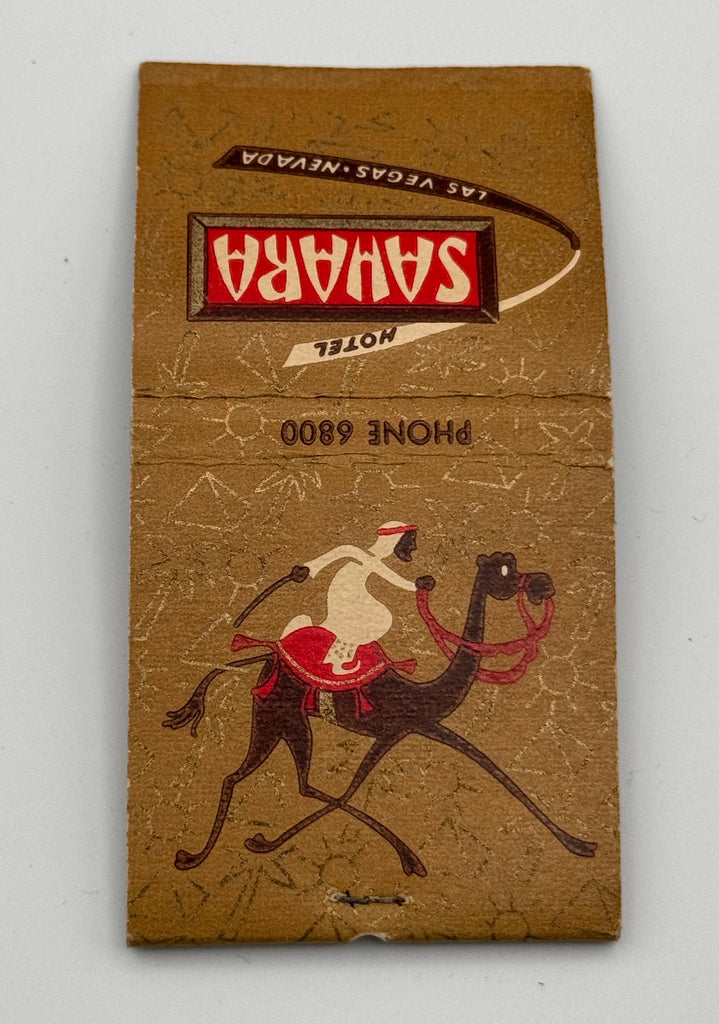 PHONE 6800
HOTEL
SAHARA
LAS VEGAS • NEVADA